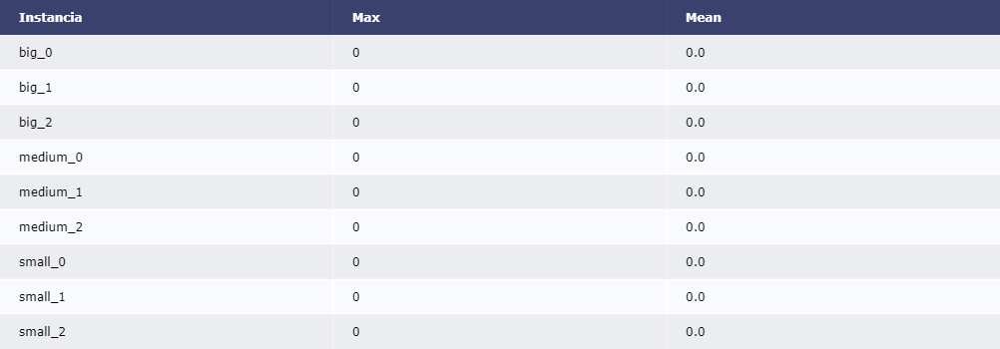 Instancia Max Mean
big_0 0 0.0
big_1 0 0.0
big_2 0 0.0
medium_0 0 0.0
medium_1 0 0.0
medium_2 0 0.0
small_0 0 0.0
small_1 0 0.0
small_2 0 0.0